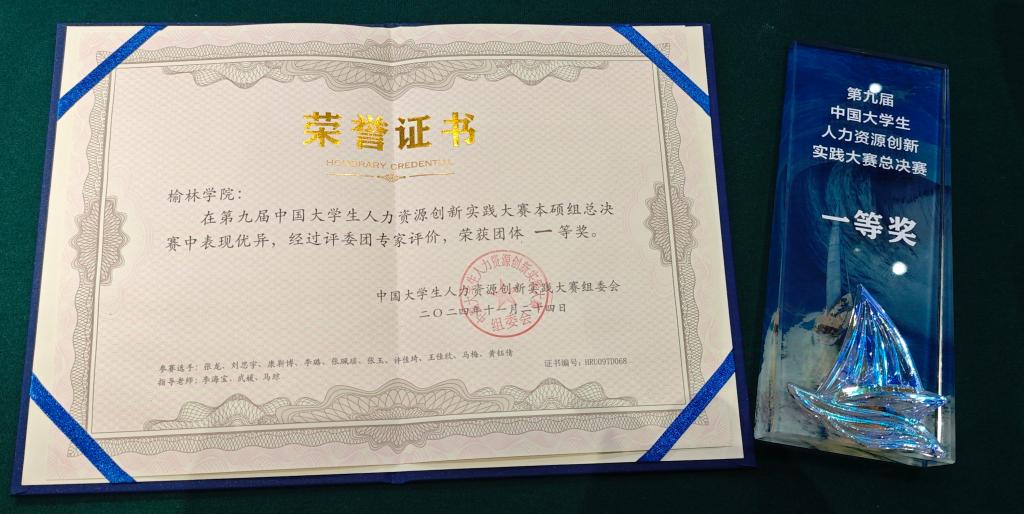 荣誉证书
HONORARY CREDENTIAL
榆林学院：
在第九届中国大学生人力资源创新实践大赛本硕组总决
赛中表现优异，经过评委团专家评价，荣获团体 一 等奖。
中国大学生人力资源创新实践大赛组委会
二〇二四年十一月二十四日
组委会
参赛选手：张龙、刘思宇、康新博、李璐、张珮瑶、张玉、许佳琦、王佳欣、马梅、黄钰倩
指导老师：李海宝、武媛、马琼
证书编号：HRU09TD068
第九届
中国大学生
人力资源创新
实践大赛总决赛
一等奖